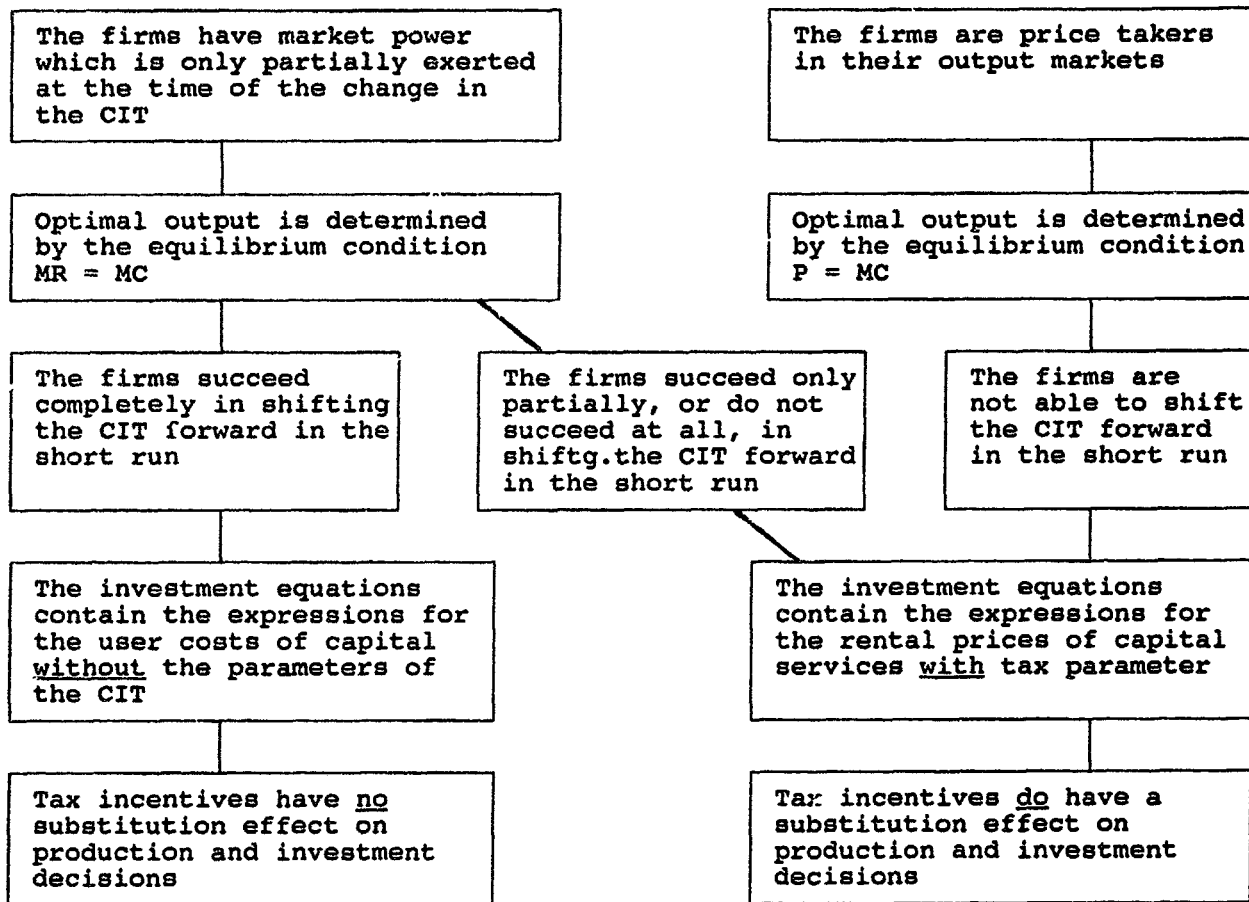 The firms have market power
which is only partially exerted
at the time of the change in
the CIT
The firms are price takers
in their output markets
Optimal output is determined
by the equilibrium condition
MR = MC
Optimal output is determined
by the equilibrium condition
P = MC
The firms succeed
completely in shifting
the CIT forward in the
short run
The firms succeed only
partially, or do not
succeed at all, in
shiftg.the CIT forward
in the short run
The firms are
not able to shift
the CIT forward
in the short run
The investment equations
contain the expressions for
the user costs of capital
without the parameters of
the CIT
The investment equations
contain the expressions for
the rental prices of capital
services with tax parameter
Tax incentives have no
substitution effect on
production and investment
decisions
Tax incentives do have a
substitution effect on
production and investment
decisions